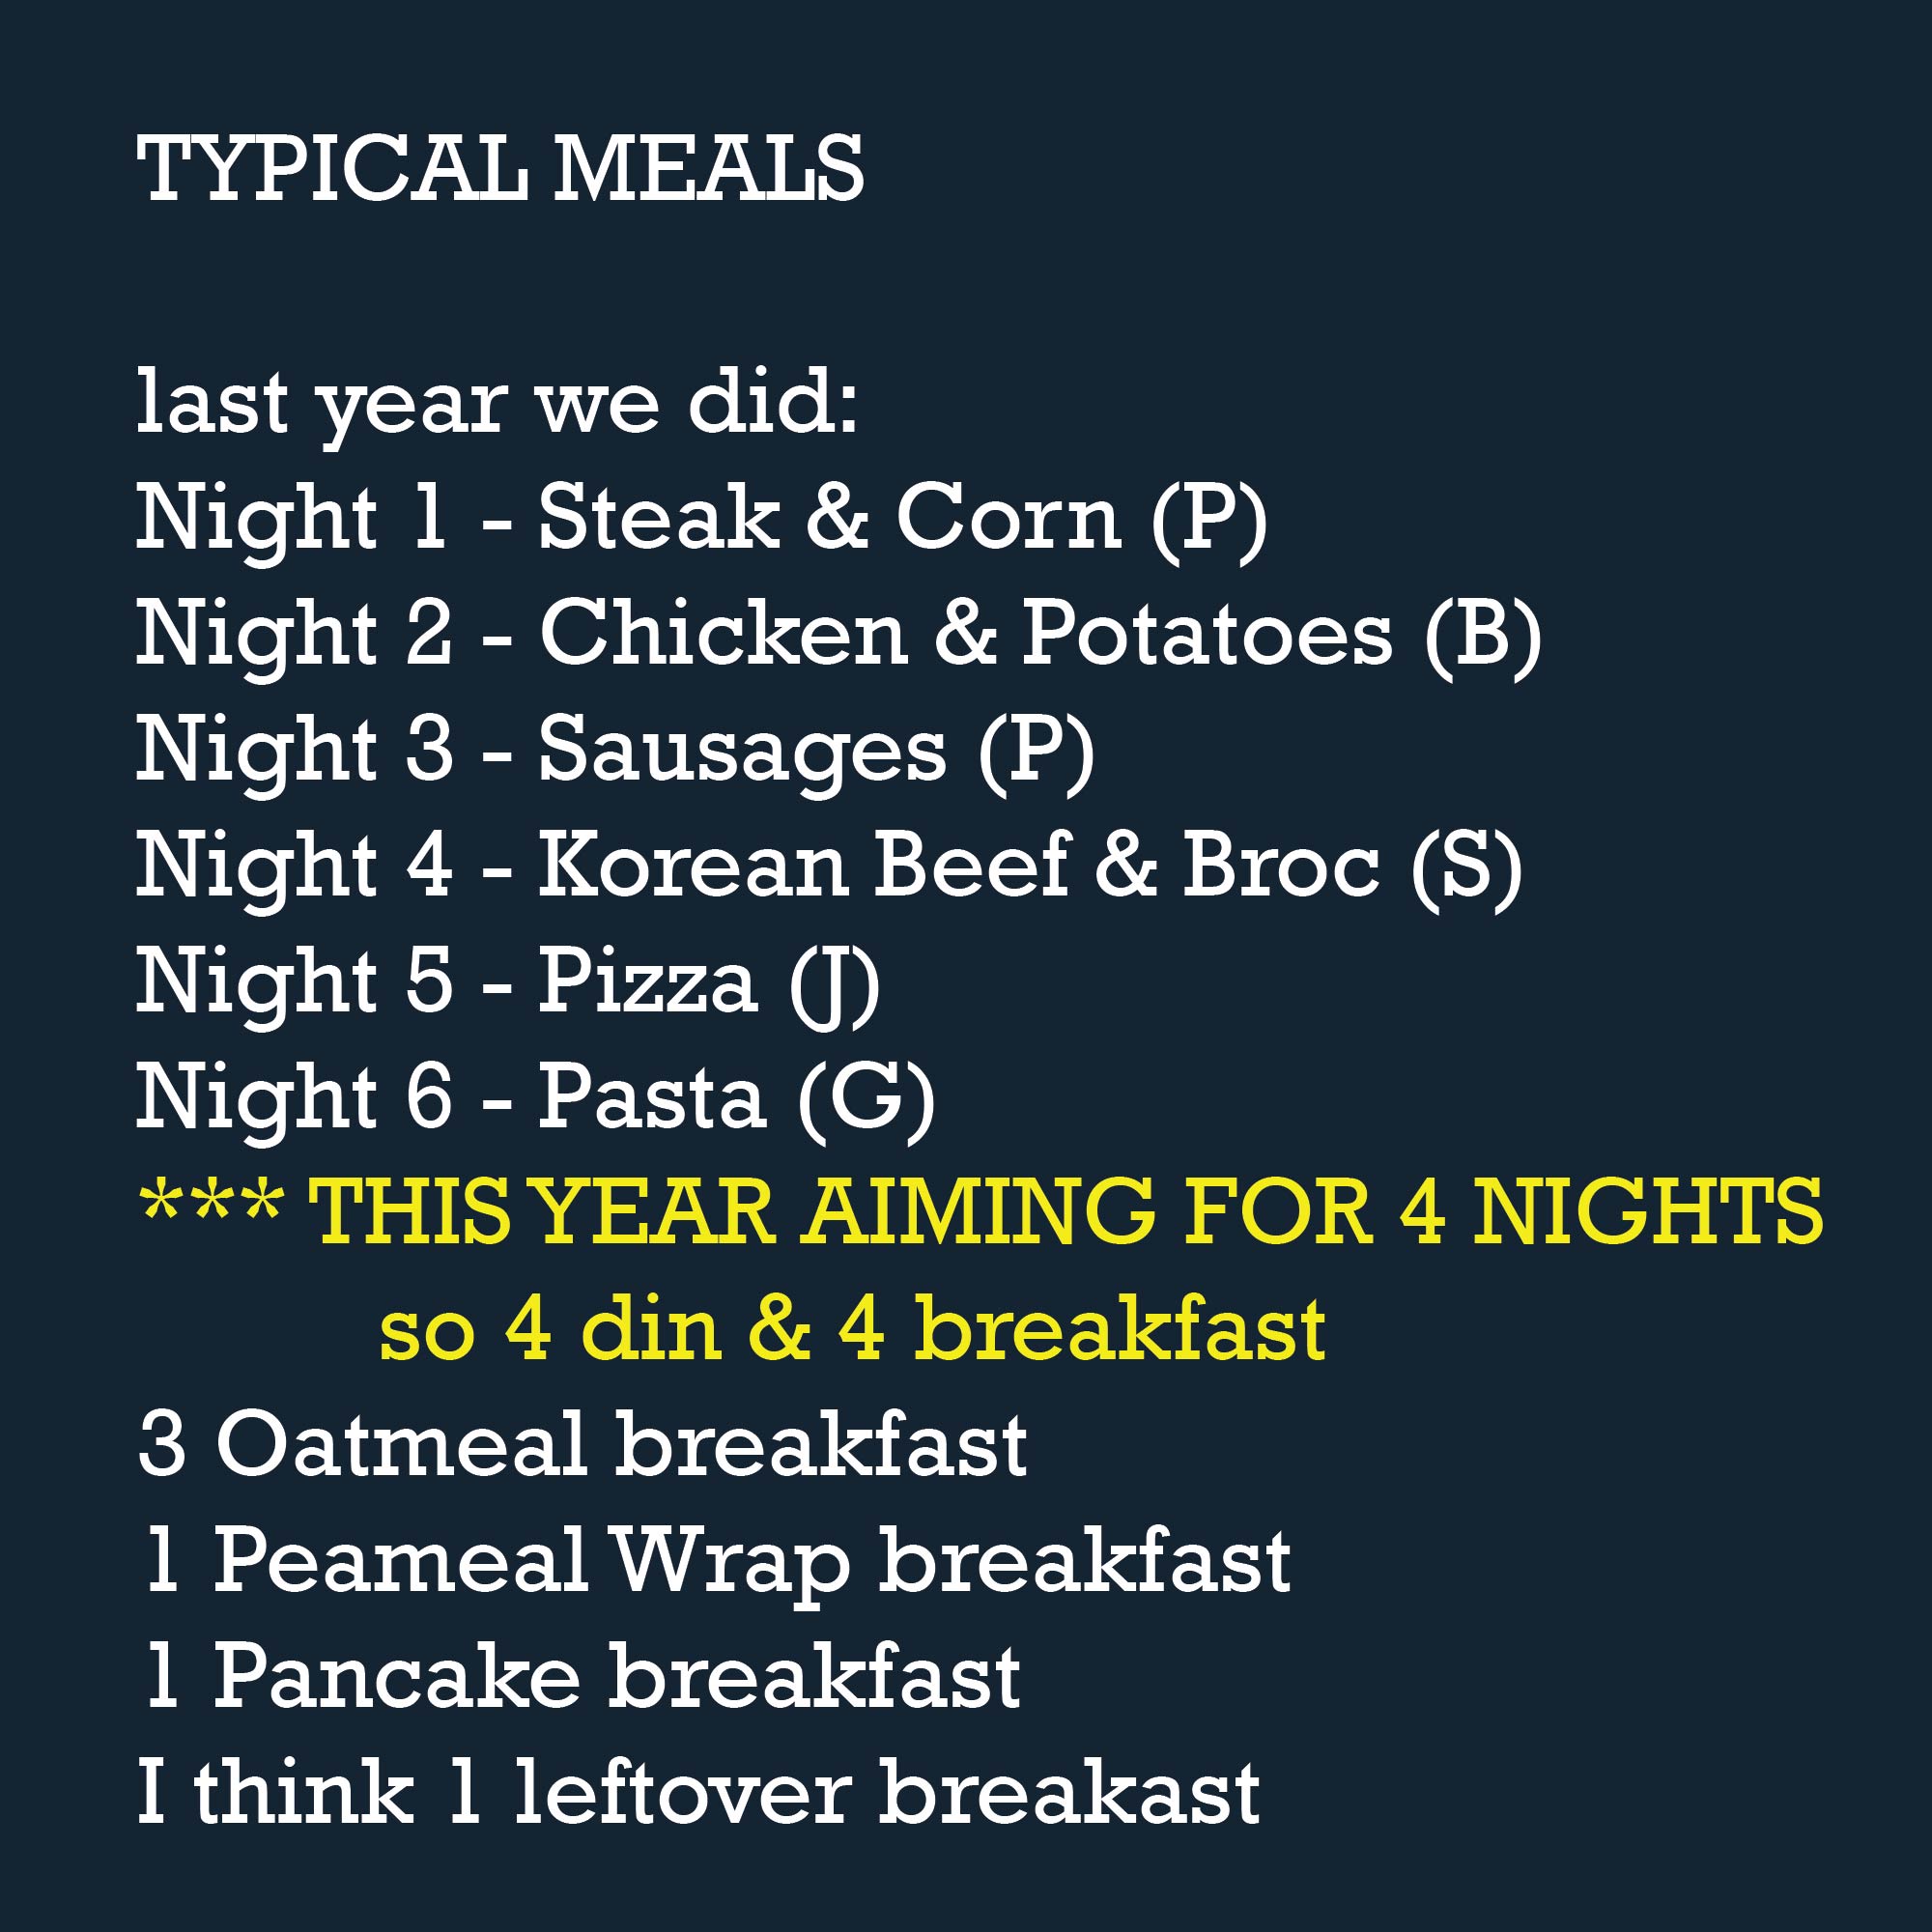 TYPICAL MEALS
last year we did:
Night 1 - Steak & Corn (P)
Night 2 - Chicken & Potatoes (B)
Night 3 - Sausages (P)
Night 4 - Korean Beef & Broc (S)
Night 5 - Pizza (J)
Night 6 - Pasta (G)
*** THIS YEAR AIMING FOR 4 NIGHTS
so 4 din & 4 breakfast
3 Oatmeal breakfast
1 Peameal Wrap breakfast
1 Pancake breakfast
I think 1 leftover breakast